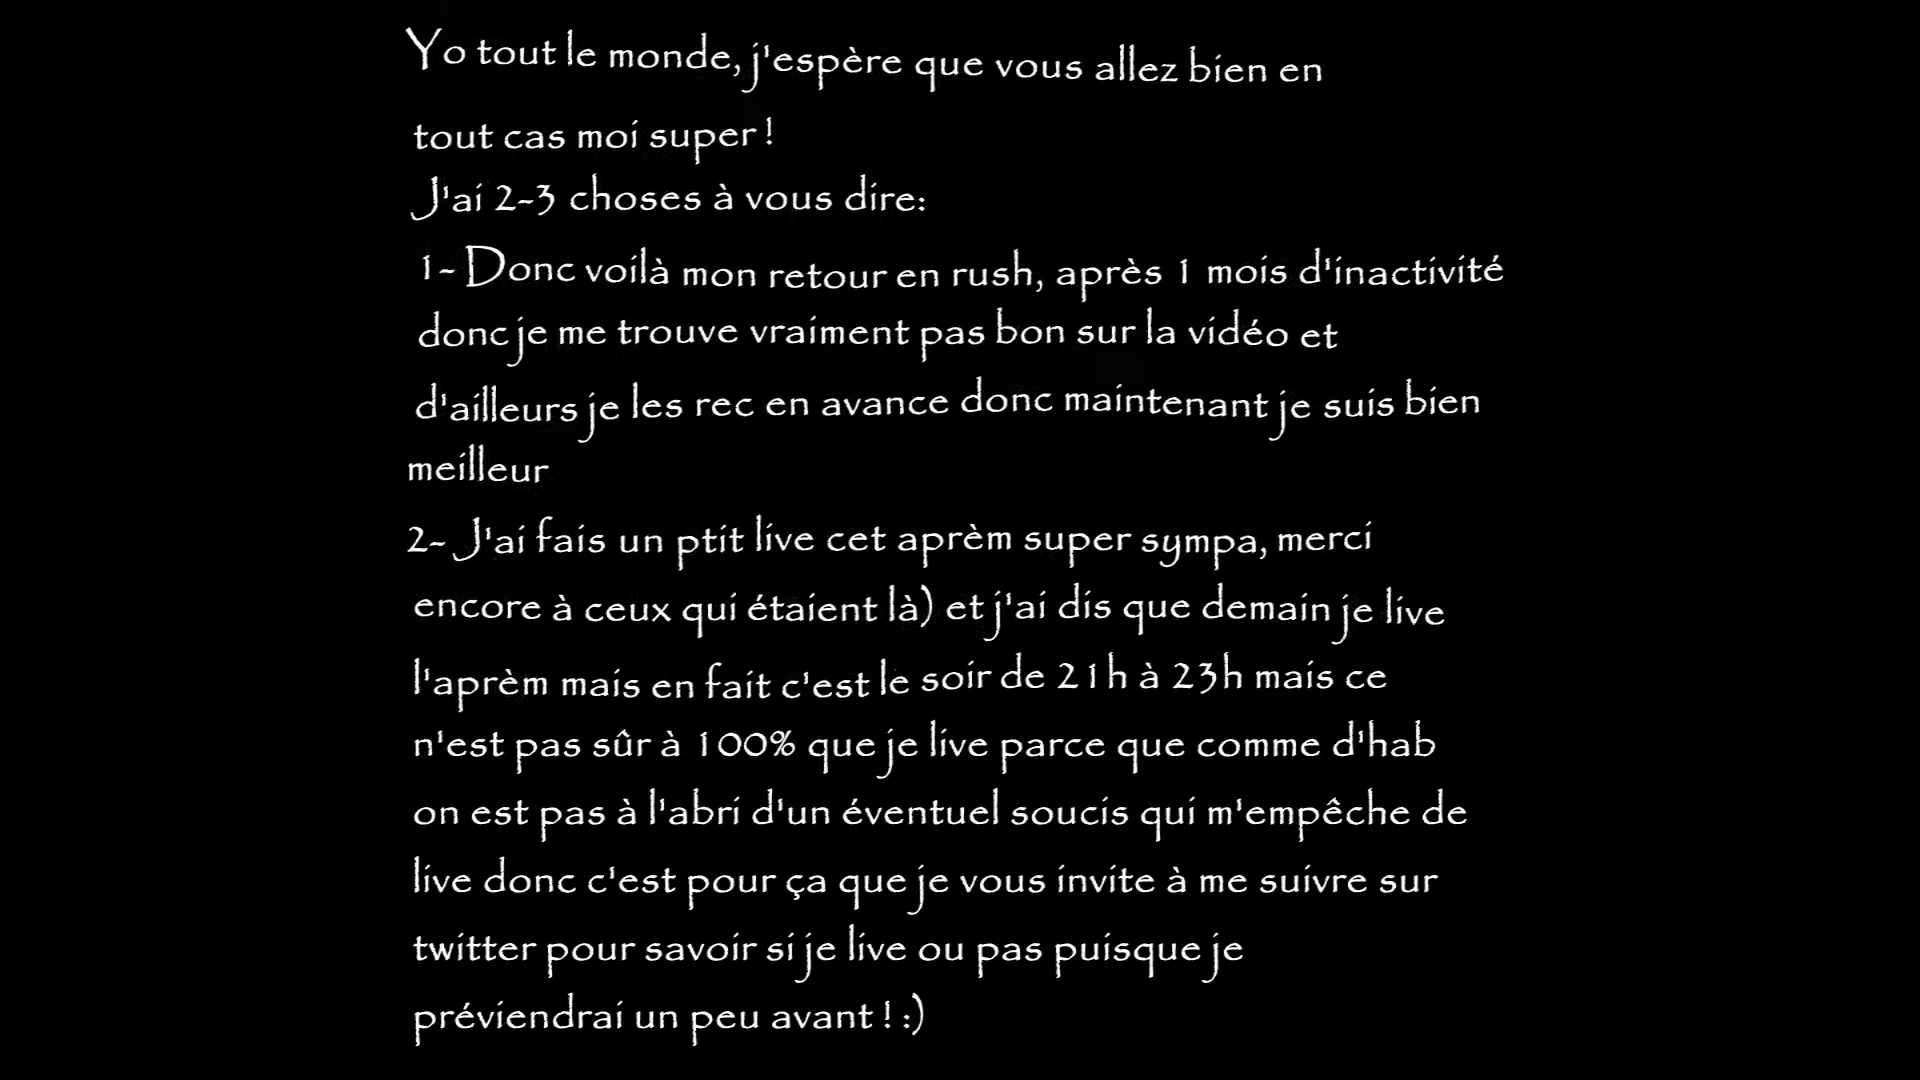 Yo tout le monde, j'espère que vous allez bien en
tout cas moi super !
J'ai 2-3 choses à vous dire:
1- Donc voilà mon retour en rush, après 1 mois d'inactivité
donc je me trouve vraiment pas bon sur la vidéo et
d'ailleurs je les rec en avance donc maintenant je suis bien
meilleur
2- J'ai fais un ptit live cet aprèm super sympa, merci
encore à ceux qui étaient là) et j'ai dis que demain je live
l'aprèm mais en fait c'est le soir de 21h à 23h mais ce
n'est pas sûr à 100% que je live parce que comme d'hab
on est pas à l'abri d'un éventuel soucis qui m'empêche de
live donc c'est pour ça que je vous invite à me suivre sur
twitter pour savoir si je live ou pas puisque je
préviendrai un peu avant ! :)